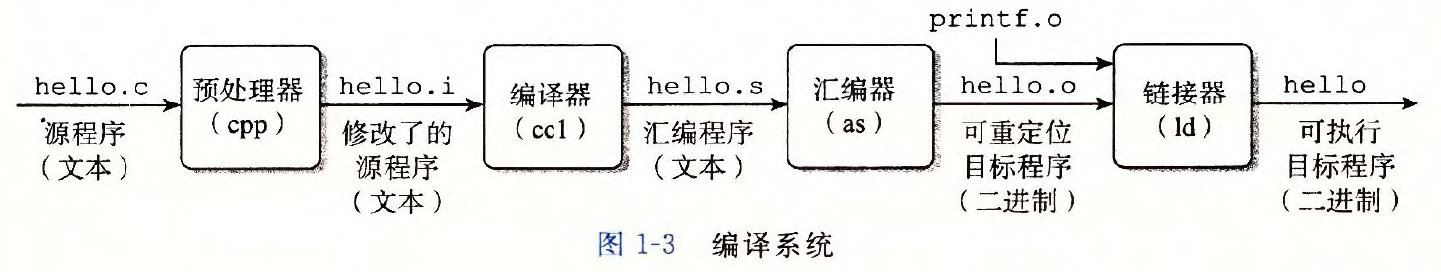 printf.o
hello.c
预处理器
(cpp)
hello.i
编译器
(cc1)
hello.s
汇编器
(as)
hello.o
链接器
(ld)
hello
源程序
(文本)
修改了的
源程序
(文本)
汇编程序
(文本)
可重定位
目标程序
(二进制)
可执行
目标程序
(二进制)
图 1-3 编译系统